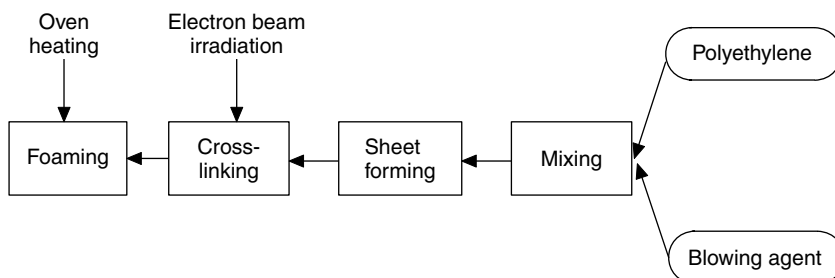 Oven
heating
Electron beam
irradiation
Polyethylene
Foaming
Cross-
linking
Sheet
forming
Mixing
Blowing agent